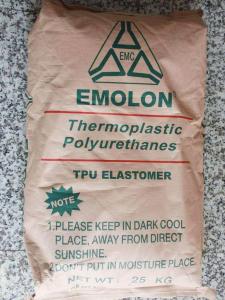 EMC
EMOLON
Thermoplastic
Polyurethanes
TPU ELASTOMER
NOTE
1.PLEASE KEEP IN DARK COOL
PLACE, AWAY FROM DIRECT
SUNSHINE.
2.DON'T PUT IN MOISTURE PLACE.
NET WT: 25 KG